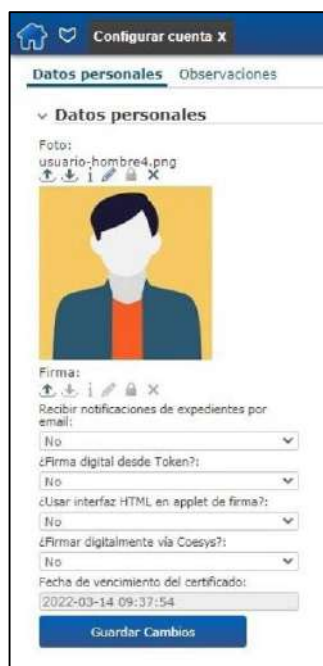 Configurar cuenta X
Datos personales Observaciones
Datos personales
Foto:
usuario-hombre4.png
Firma:
Recibir notificaciones de expedientes por
email:
No
¿Firma digital desde Token?:
No
¿Usar interfaz HTML en applet de firma?:
No
¿Firmar digitalmente vía Coesys?:
No
Fecha de vencimiento del certificado:
2022-03-14 09:37:54
Guardar Cambios